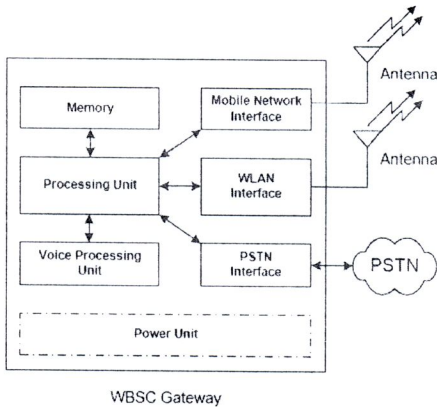 Memory
Mobile Network
Interface
Antenna
Processing Unit
WLAN
Interface
Antenna
Voice Processing
Unit
PSTN
Interface
PSTN
Power Unit
WBSC Gateway